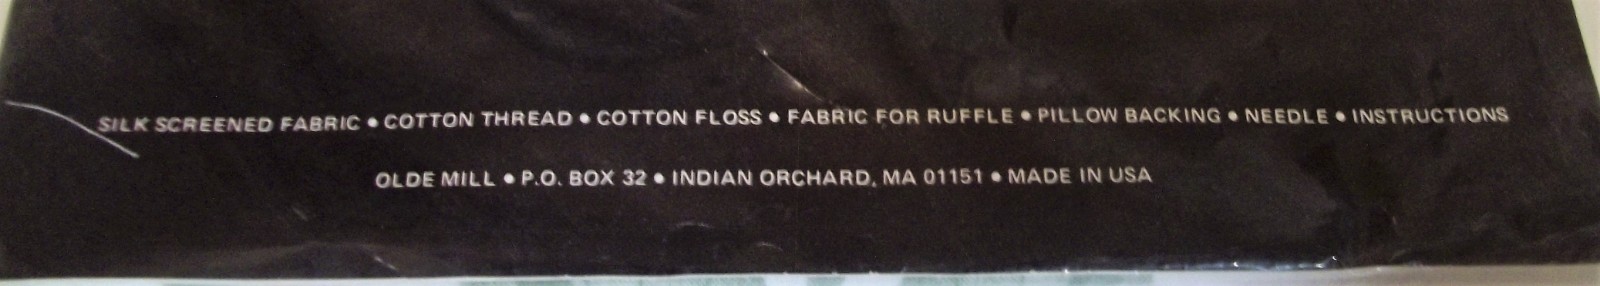 SILK SCREENED FABRIC • COTTON THREAD • COTTON FLOSS • FABRIC FOR RUFFLE • PILLOW BACKING • NEEDLE • INSTRUCTIONS
OLDE MILL • P.O. BOX 32 • INDIAN ORCHARD, MA 01151 • MADE IN USA